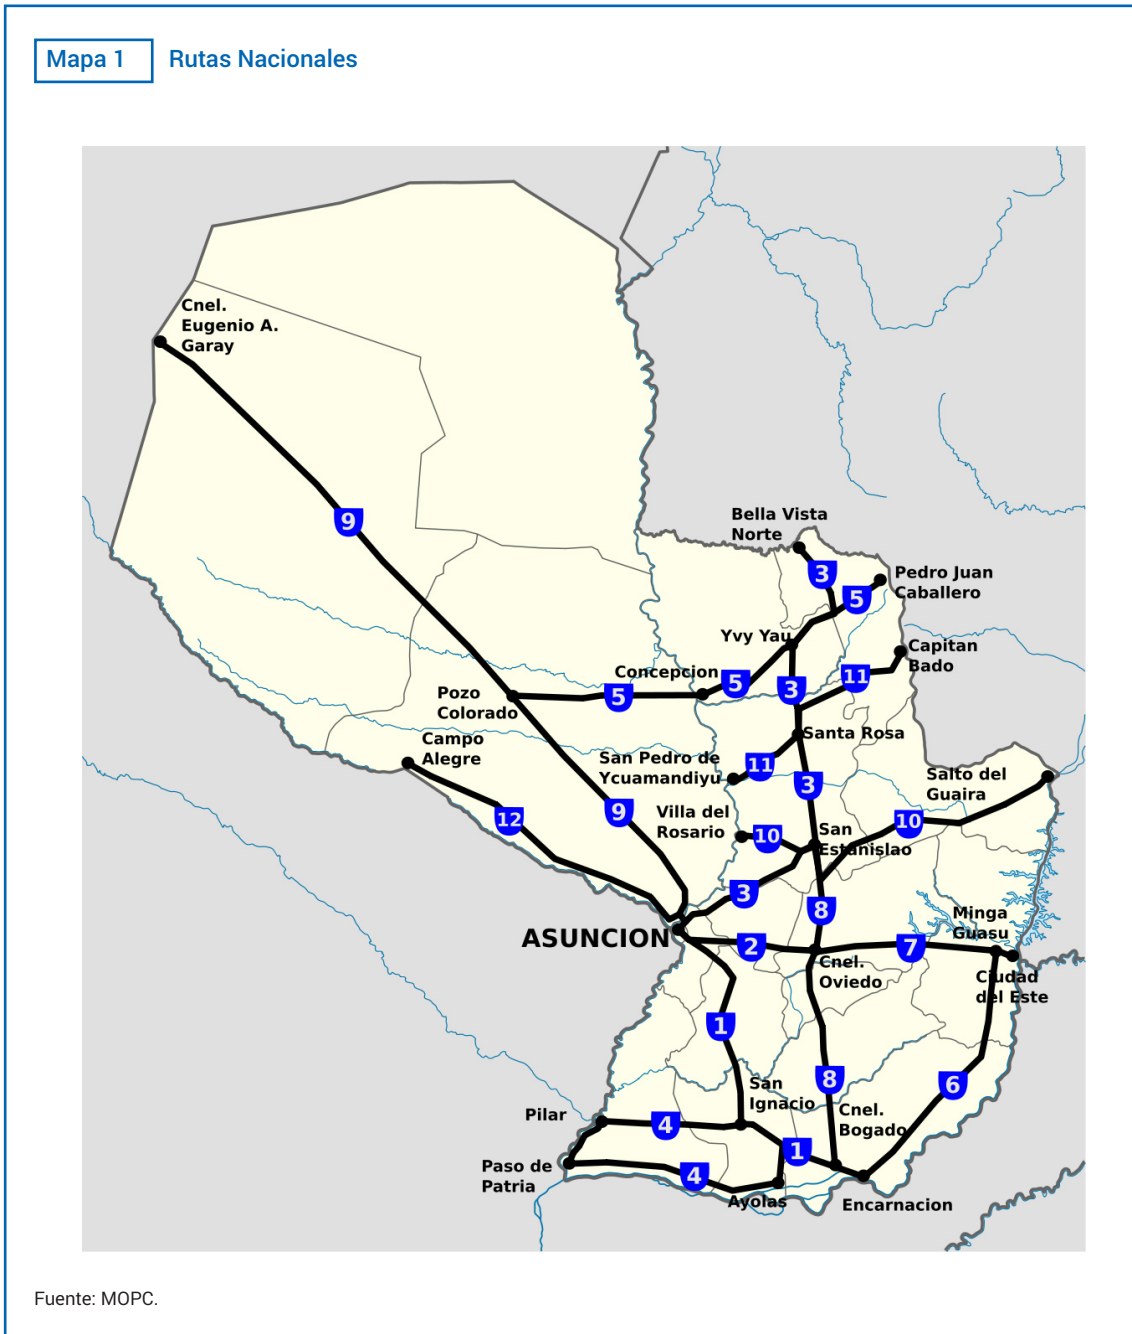 Mapa 1
Rutas Nacionales
Cnel.
Eugenio A.
Garay
9
Bella Vista
Norte
3
Pedro Juan
Caballero
5
Yvy Yau
Capitan
Bado
Concepcion
5
11
5
3
Pozo
Colorado
Campo
Alegre
Santa Rosa
San Pedro de
Ycuamandiyu
11
3
Salto del
Guaira
9
12
Villa del
Rosario
10
San
Estanislao
10
3
8
Minga
Guasu
ASUNCION
2
7
Cnel.
Oviedo
Ciudad
del Este
1
8
6
San
Ignacio
Cnel.
Bogado
Pilar
4
1
Paso de
Patria
4
Ayolas
Encarnacion
Fuente: MOPC.